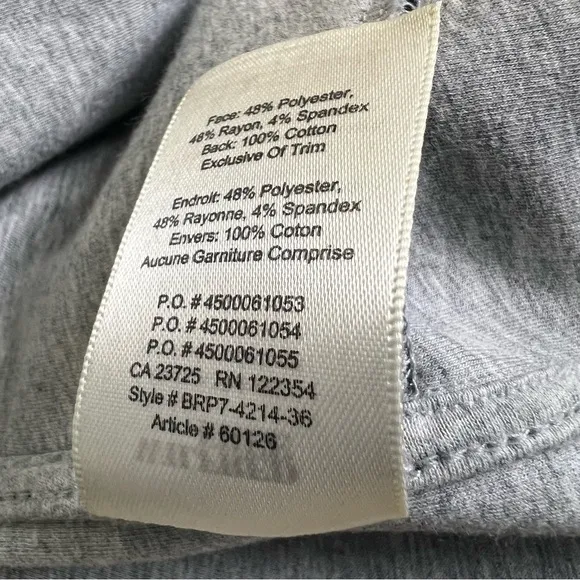 Face: 48% Polyester,
48% Rayon, 4% Spandex
Back: 100% Cotton
Exclusive Of Trim
Endroit: 48% Polyester,
48% Rayonne, 4% Spandex
Envers: 100% Coton
Aucune Garniture Comprise
P.O. # 4500061053
P.O. # 4500061054
P.O. # 4500061055
CA 23725 RN 122354
Style # BRP7-4214-36
Article # 60126